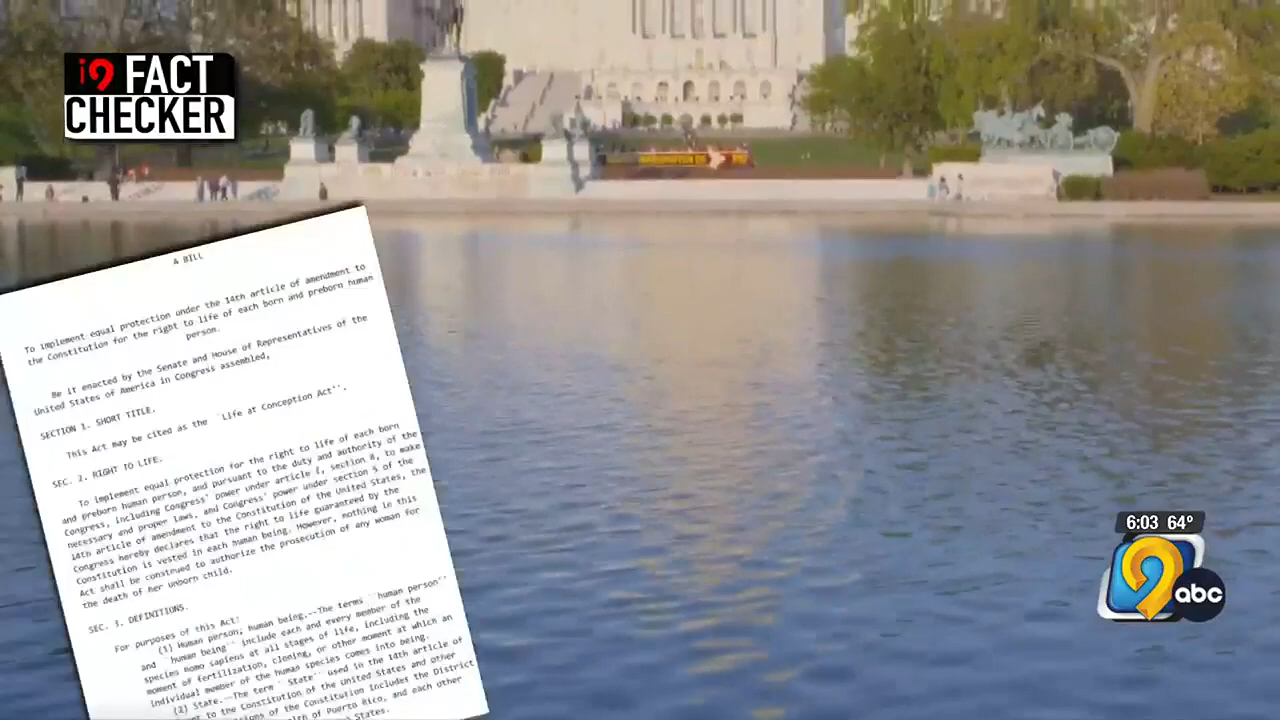 i9 FACT
CHECKER
A BILL
To implement equal protection under the 14th article of amendment to
the Constitution for the right to life of each born and preborn human
person.
Be it enacted by the Senate and House of Representatives of the
United States of America in Congress assembled,
SECTION 1. SHORT TITLE.
This Act may be cited as the ``Life at Conception Act''.
SEC. 2. RIGHT TO LIFE.
To implement equal protection for the right to life of each born
and preborn human person, and pursuant to the duty and authority of the
Congress, including Congress' power under article I, section 8, to make
necessary and proper laws, and Congress' power under section 5 of the
14th article of amendment to the Constitution of the United States, the
Congress hereby declares that the right to life guaranteed by the
Constitution is vested in each human being. However, nothing in this
Act shall be construed to authorize the prosecution of any woman for
the death of her unborn child.
SEC. 3. DEFINITIONS.
For purposes of this Act:
(1) Human person; human being.--The terms ``human person''
and ``human being'' include each and every member of the
species homo sapiens at all stages of life, including the
moment of fertilization, cloning, or other moment at which an
individual member of the human species comes into being.
(2) State.--The term ``State'' used in the 14th article of
to the Constitution of the United States and other
of the Constitution includes the District
of Puerto Rico, and each other
States.
6:03 64°
9
abc